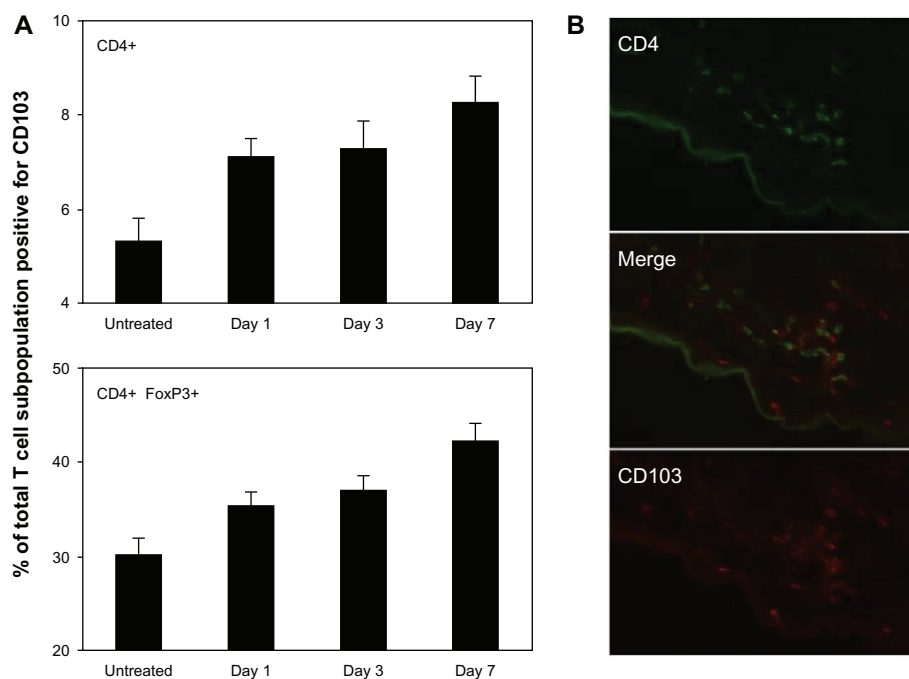 A
% of total T cell subpopulation positive for CD103
10
CD4+
8
6
4
Untreated Day 1 Day 3 Day 7
50
CD4+ FoxP3+
40
30
20
Untreated Day 1 Day 3 Day 7
B
CD4
Merge
CD103